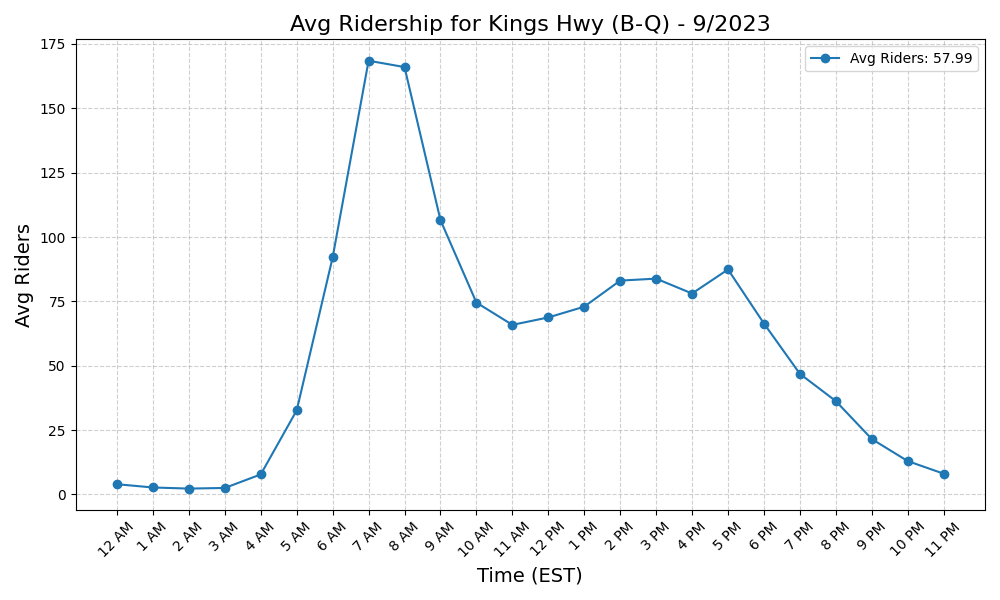 Avg Ridership for Kings Hwy (B-Q) - 9/2023
Avg Riders: 57.99
Avg Riders
175
150
125
100
75
50
25
0
12 AM
1 AM
2 AM
3 AM
4 AM
5 AM
6 AM
7 AM
8 AM
9 AM
10 AM
11 AM
12 PM
1 PM
2 PM
3 PM
4 PM
5 PM
6 PM
7 PM
8 PM
9 PM
10 PM
11 PM
Time (EST)